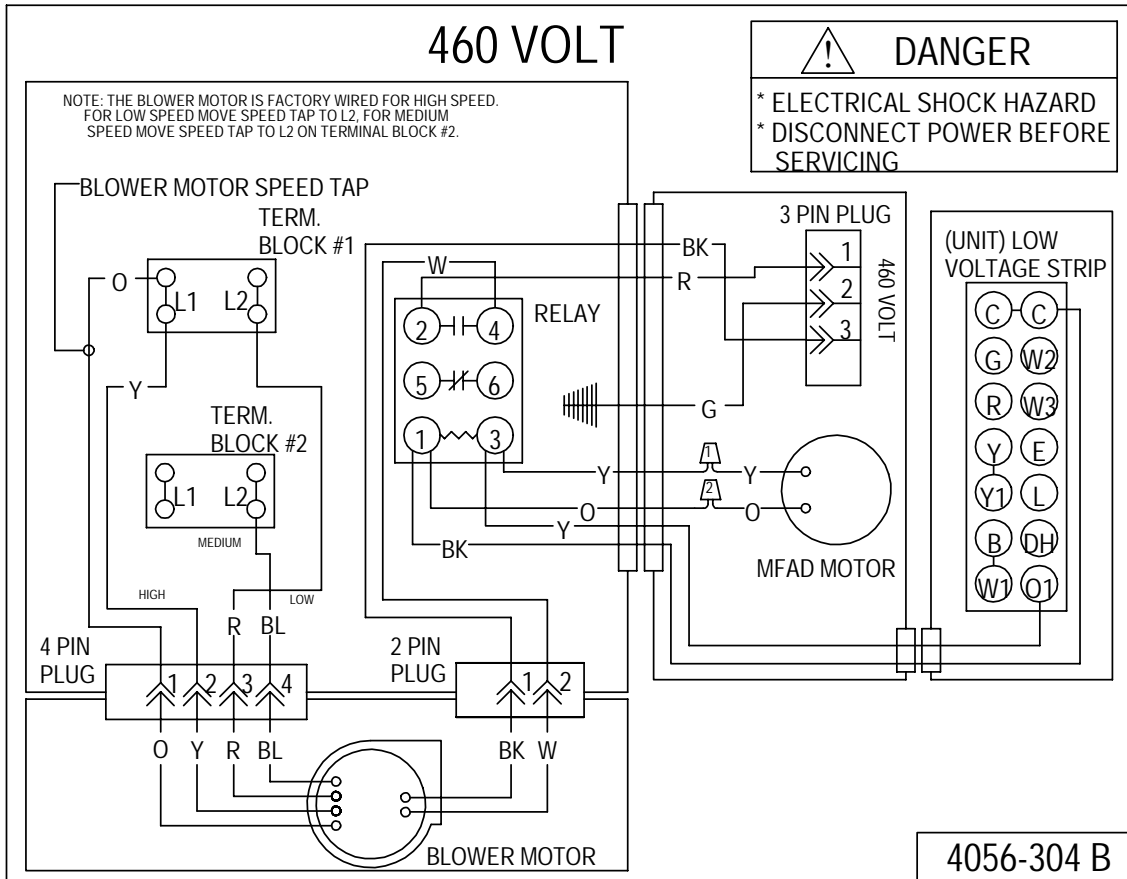 460 VOLT
DANGER
* ELECTRICAL SHOCK HAZARD
* DISCONNECT POWER BEFORE
SERVICING
NOTE: THE BLOWER MOTOR IS FACTORY WIRED FOR HIGH SPEED.
FOR LOW SPEED MOVE SPEED TAP TO L2, FOR MEDIUM
SPEED MOVE SPEED TAP TO L2 ON TERMINAL BLOCK #2.
BLOWER MOTOR SPEED TAP
TERM.
BLOCK #1
O
L1 L2
Y
TERM.
BLOCK #2
L1 L2
MEDIUM
HIGH
LOW
R BL
4 PIN
PLUG
1 2 3 4
O Y R BL
2 PIN
PLUG
1 2
BK W
BLOWER MOTOR
W
RELAY
2 4
5 6
1 3
BK
R
G
Y
1
Y
O
2
O
Y
BK
MFAD MOTOR
3 PIN PLUG
1
2
3
460 VOLT
(UNIT) LOW
VOLTAGE STRIP
C C
G W2
R W3
Y E
Y1 L
B DH
W1 O1
4056-304 B